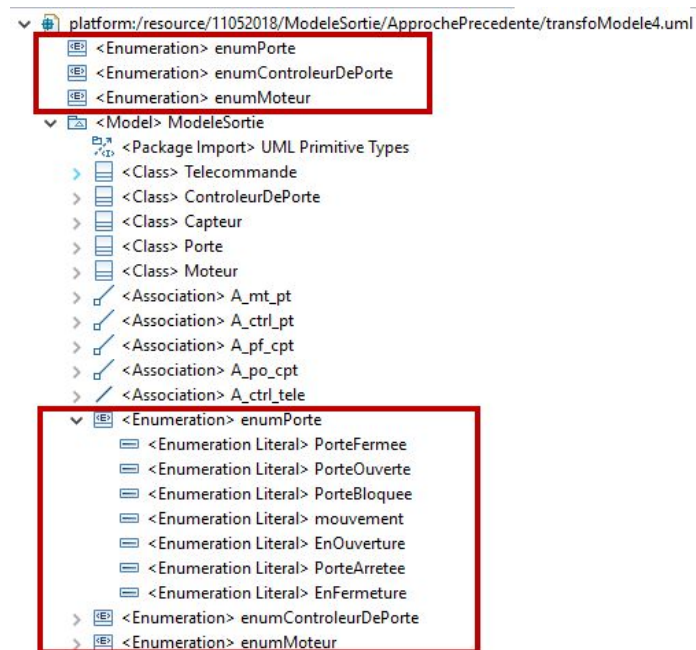 platform:/resource/11052018/ModeleSortie/ApprochePrecedente/transfoModele4.uml
<Enumeration> enumPorte
<Enumeration> enumControleurDePorte
<Enumeration> enumMoteur
<Model> ModeleSortie
<Package Import> UML Primitive Types
<Class> Telecommande
<Class> ControleurDePorte
<Class> Capteur
<Class> Porte
<Class> Moteur
<Association> A_mt_pt
<Association> A_ctrl_pt
<Association> A_pf_cpt
<Association> A_po_cpt
<Association> A_ctrl_tele
<Enumeration> enumPorte
<Enumeration Literal> PorteFermee
<Enumeration Literal> PorteOuverte
<Enumeration Literal> PorteBloquee
<Enumeration Literal> mouvement
<Enumeration Literal> EnOuverture
<Enumeration Literal> PorteArretee
<Enumeration Literal> EnFermeture
<Enumeration> enumControleurDePorte
<Enumeration> enumMoteur